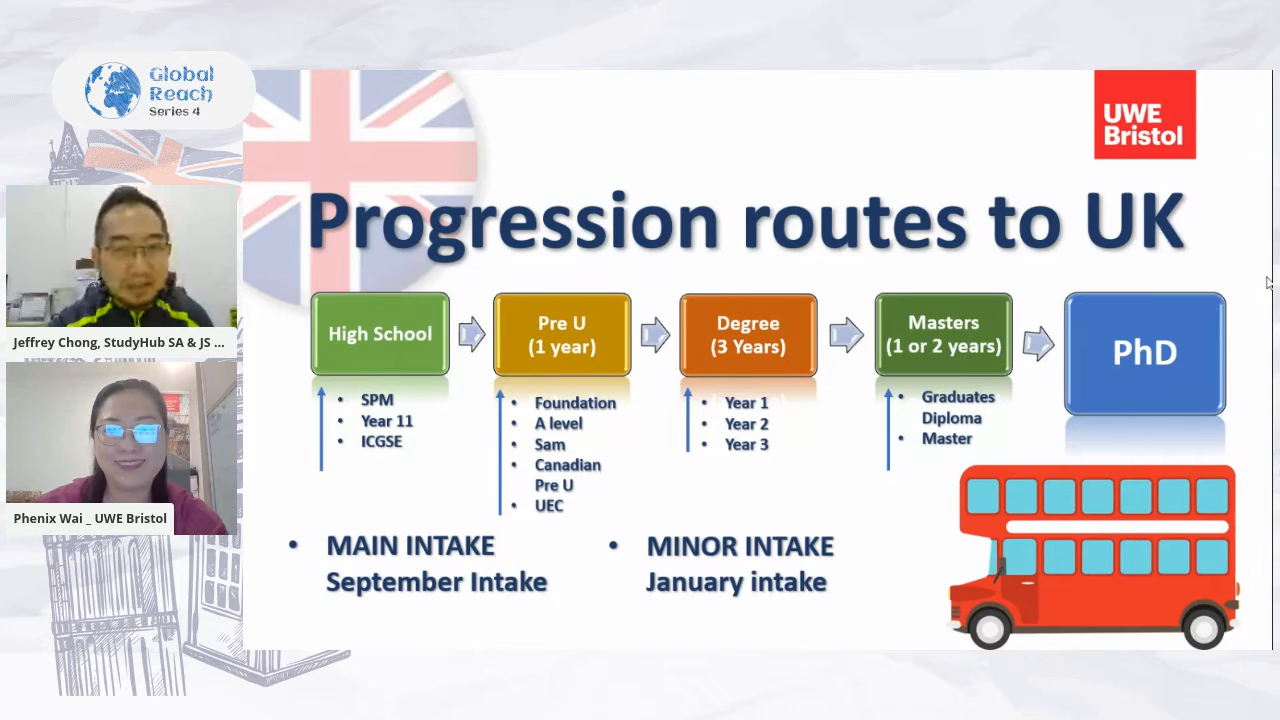 Global
Reach
Series 4
UWE
Bristol
Progression routes to UK
High School
Pre U
(1 year)
Degree
(3 Years)
Masters
(1 or 2 years)
PhD
• SPM
• Year 11
• ICGSE
• Foundation
• A level
• Sam
• Canadian
Pre U
• UEC
• Year 1
• Year 2
• Year 3
• Graduates
Diploma
• Master
• MAIN INTAKE
September Intake
• MINOR INTAKE
January intake
Jeffrey Chong, StudyHub SA & JS ...
Phenix Wai _ UWE Bristol